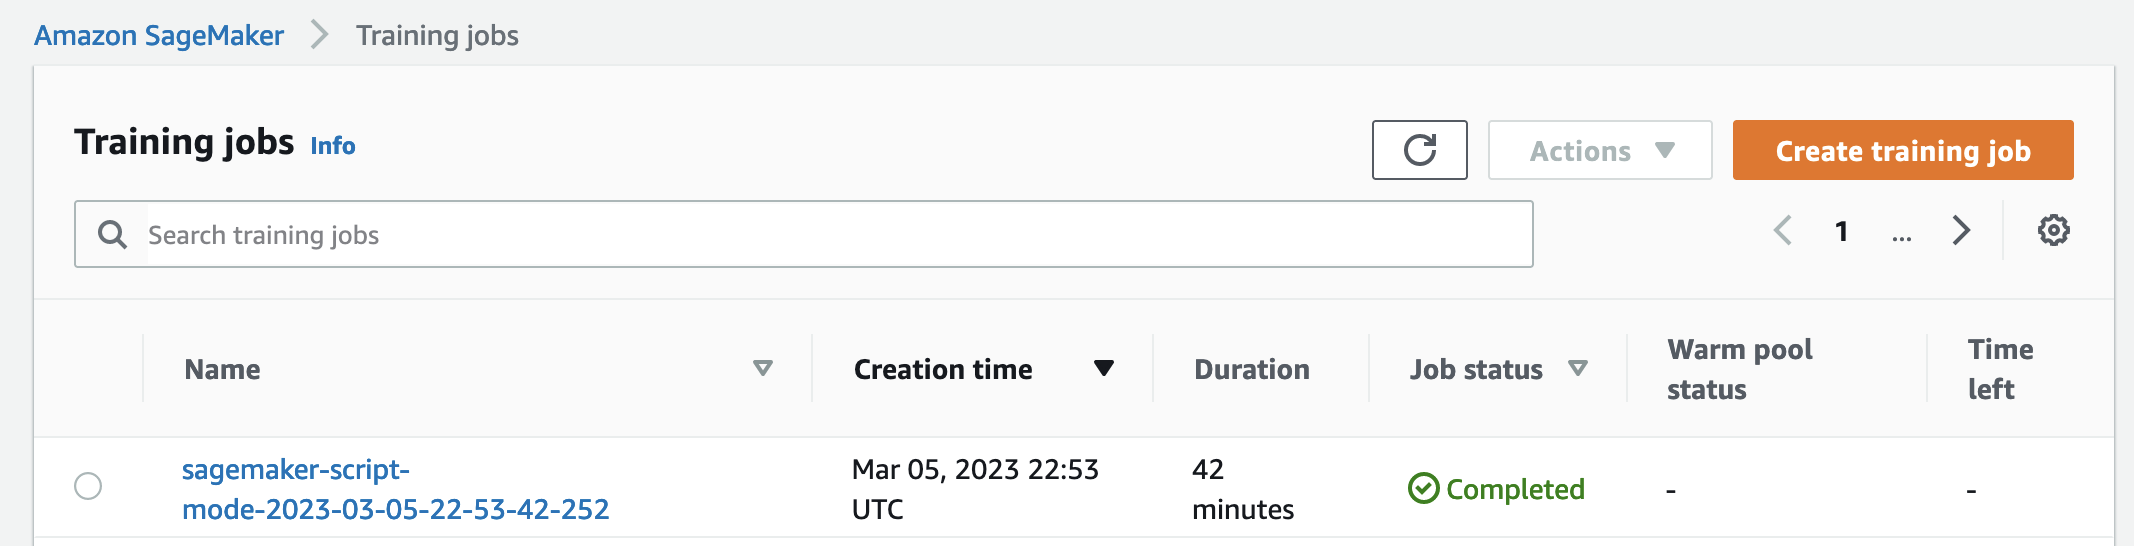 Amazon SageMaker > Training jobs
Training jobs Info
Actions
Create training job
Search training jobs
1 ...
Name
Creation time
Duration
Job status
Warm pool
status
Time
left
sagemaker-script-
mode-2023-03-05-22-53-42-252
Mar 05, 2023 22:53
UTC
42
minutes
Completed
-
-